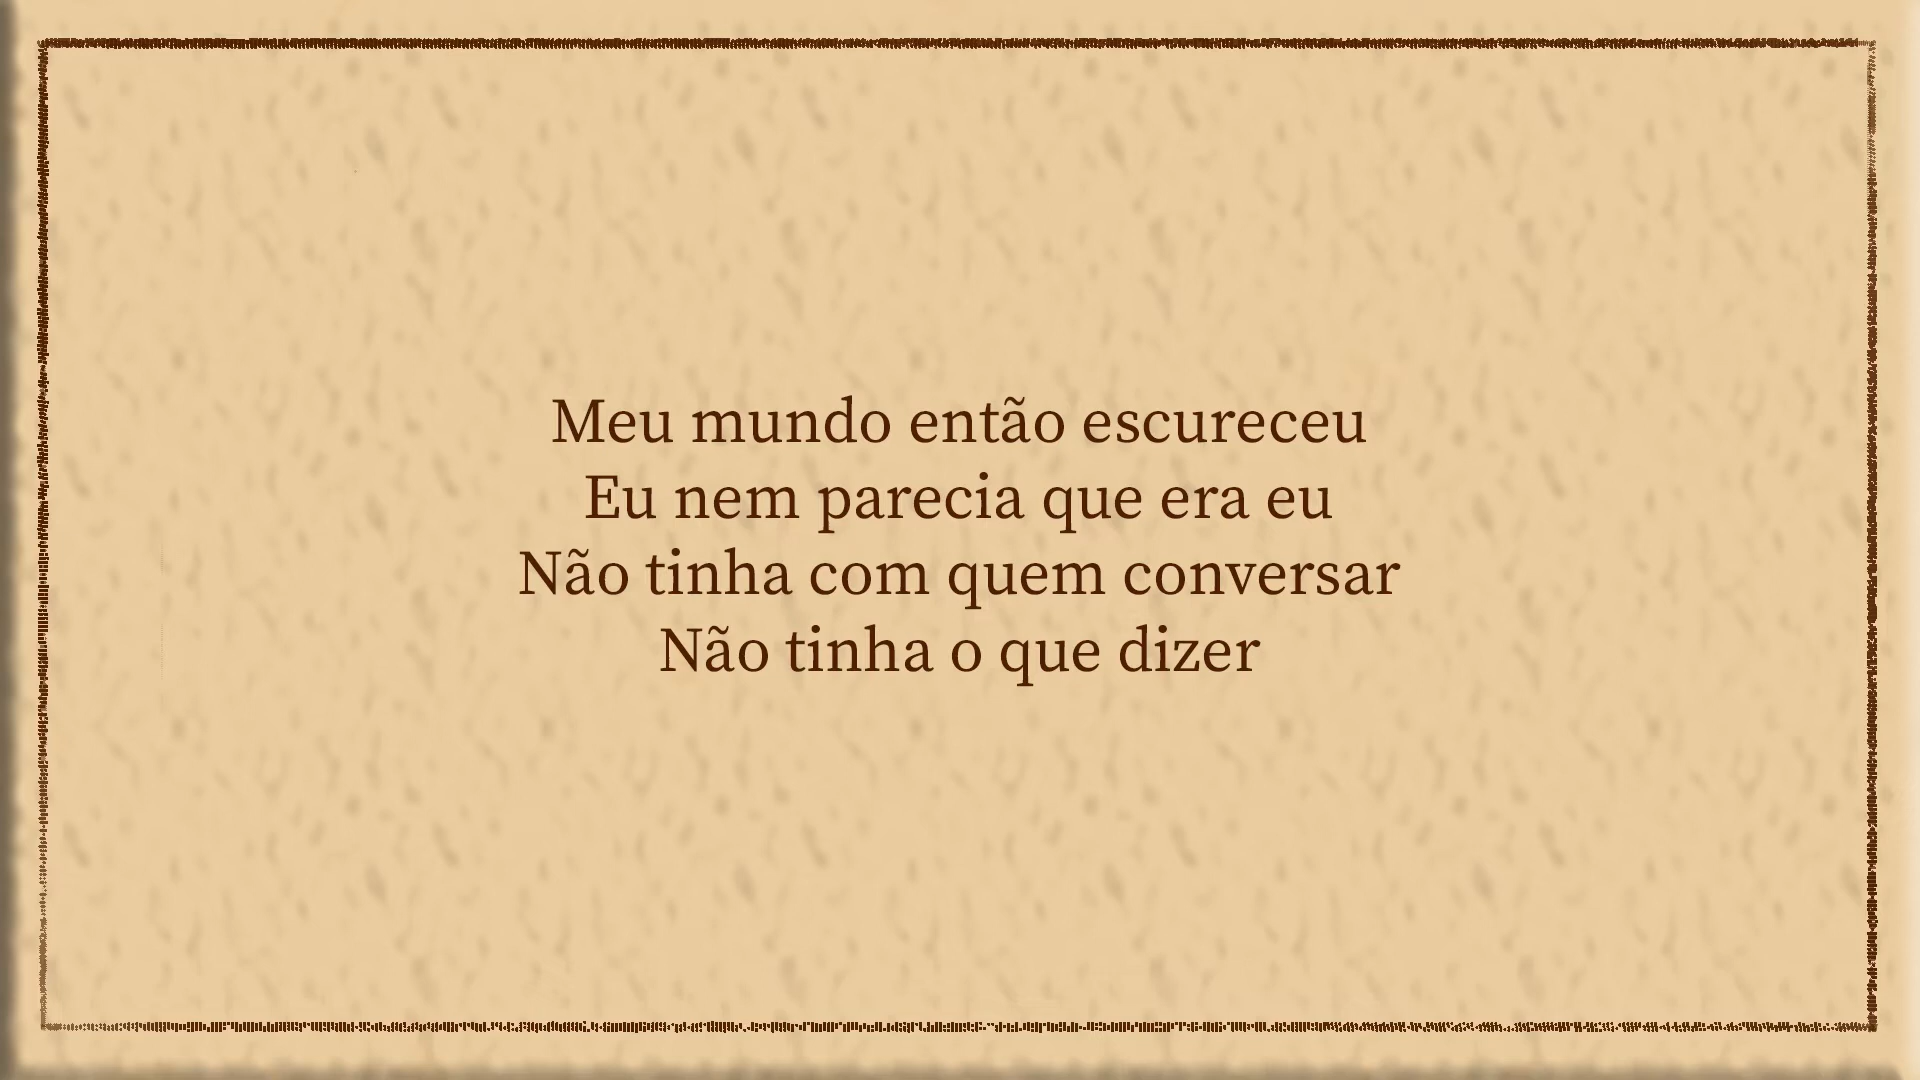 Meu mundo então escureceu
Eu nem parecia que era eu
Não tinha com quem conversar
Não tinha o que dizer